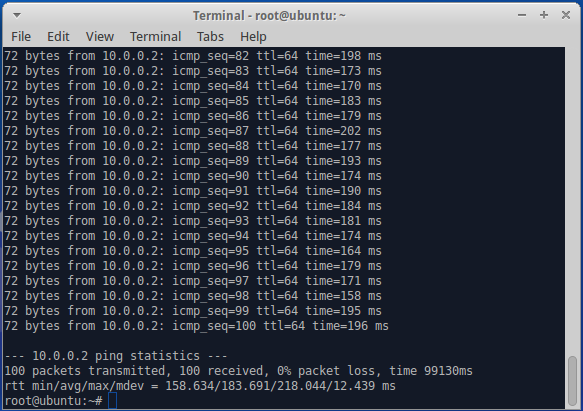 Terminal - root@ubuntu: ~
File Edit View Terminal Tabs Help
72 bytes from 10.0.0.2: icmp_seq=82 ttl=64 time=198 ms
72 bytes from 10.0.0.2: icmp_seq=83 ttl=64 time=173 ms
72 bytes from 10.0.0.2: icmp_seq=84 ttl=64 time=170 ms
72 bytes from 10.0.0.2: icmp_seq=85 ttl=64 time=183 ms
72 bytes from 10.0.0.2: icmp_seq=86 ttl=64 time=179 ms
72 bytes from 10.0.0.2: icmp_seq=87 ttl=64 time=202 ms
72 bytes from 10.0.0.2: icmp_seq=88 ttl=64 time=177 ms
72 bytes from 10.0.0.2: icmp_seq=89 ttl=64 time=193 ms
72 bytes from 10.0.0.2: icmp_seq=90 ttl=64 time=174 ms
72 bytes from 10.0.0.2: icmp_seq=91 ttl=64 time=190 ms
72 bytes from 10.0.0.2: icmp_seq=92 ttl=64 time=184 ms
72 bytes from 10.0.0.2: icmp_seq=93 ttl=64 time=181 ms
72 bytes from 10.0.0.2: icmp_seq=94 ttl=64 time=174 ms
72 bytes from 10.0.0.2: icmp_seq=95 ttl=64 time=164 ms
72 bytes from 10.0.0.2: icmp_seq=96 ttl=64 time=179 ms
72 bytes from 10.0.0.2: icmp_seq=97 ttl=64 time=171 ms
72 bytes from 10.0.0.2: icmp_seq=98 ttl=64 time=158 ms
72 bytes from 10.0.0.2: icmp_seq=99 ttl=64 time=195 ms
72 bytes from 10.0.0.2: icmp_seq=100 ttl=64 time=196 ms
--- 10.0.0.2 ping statistics ---
100 packets transmitted, 100 received, 0% packet loss, time 99130ms
rtt min/avg/max/mdev = 158.634/183.691/218.044/12.439 ms
root@ubuntu:~#